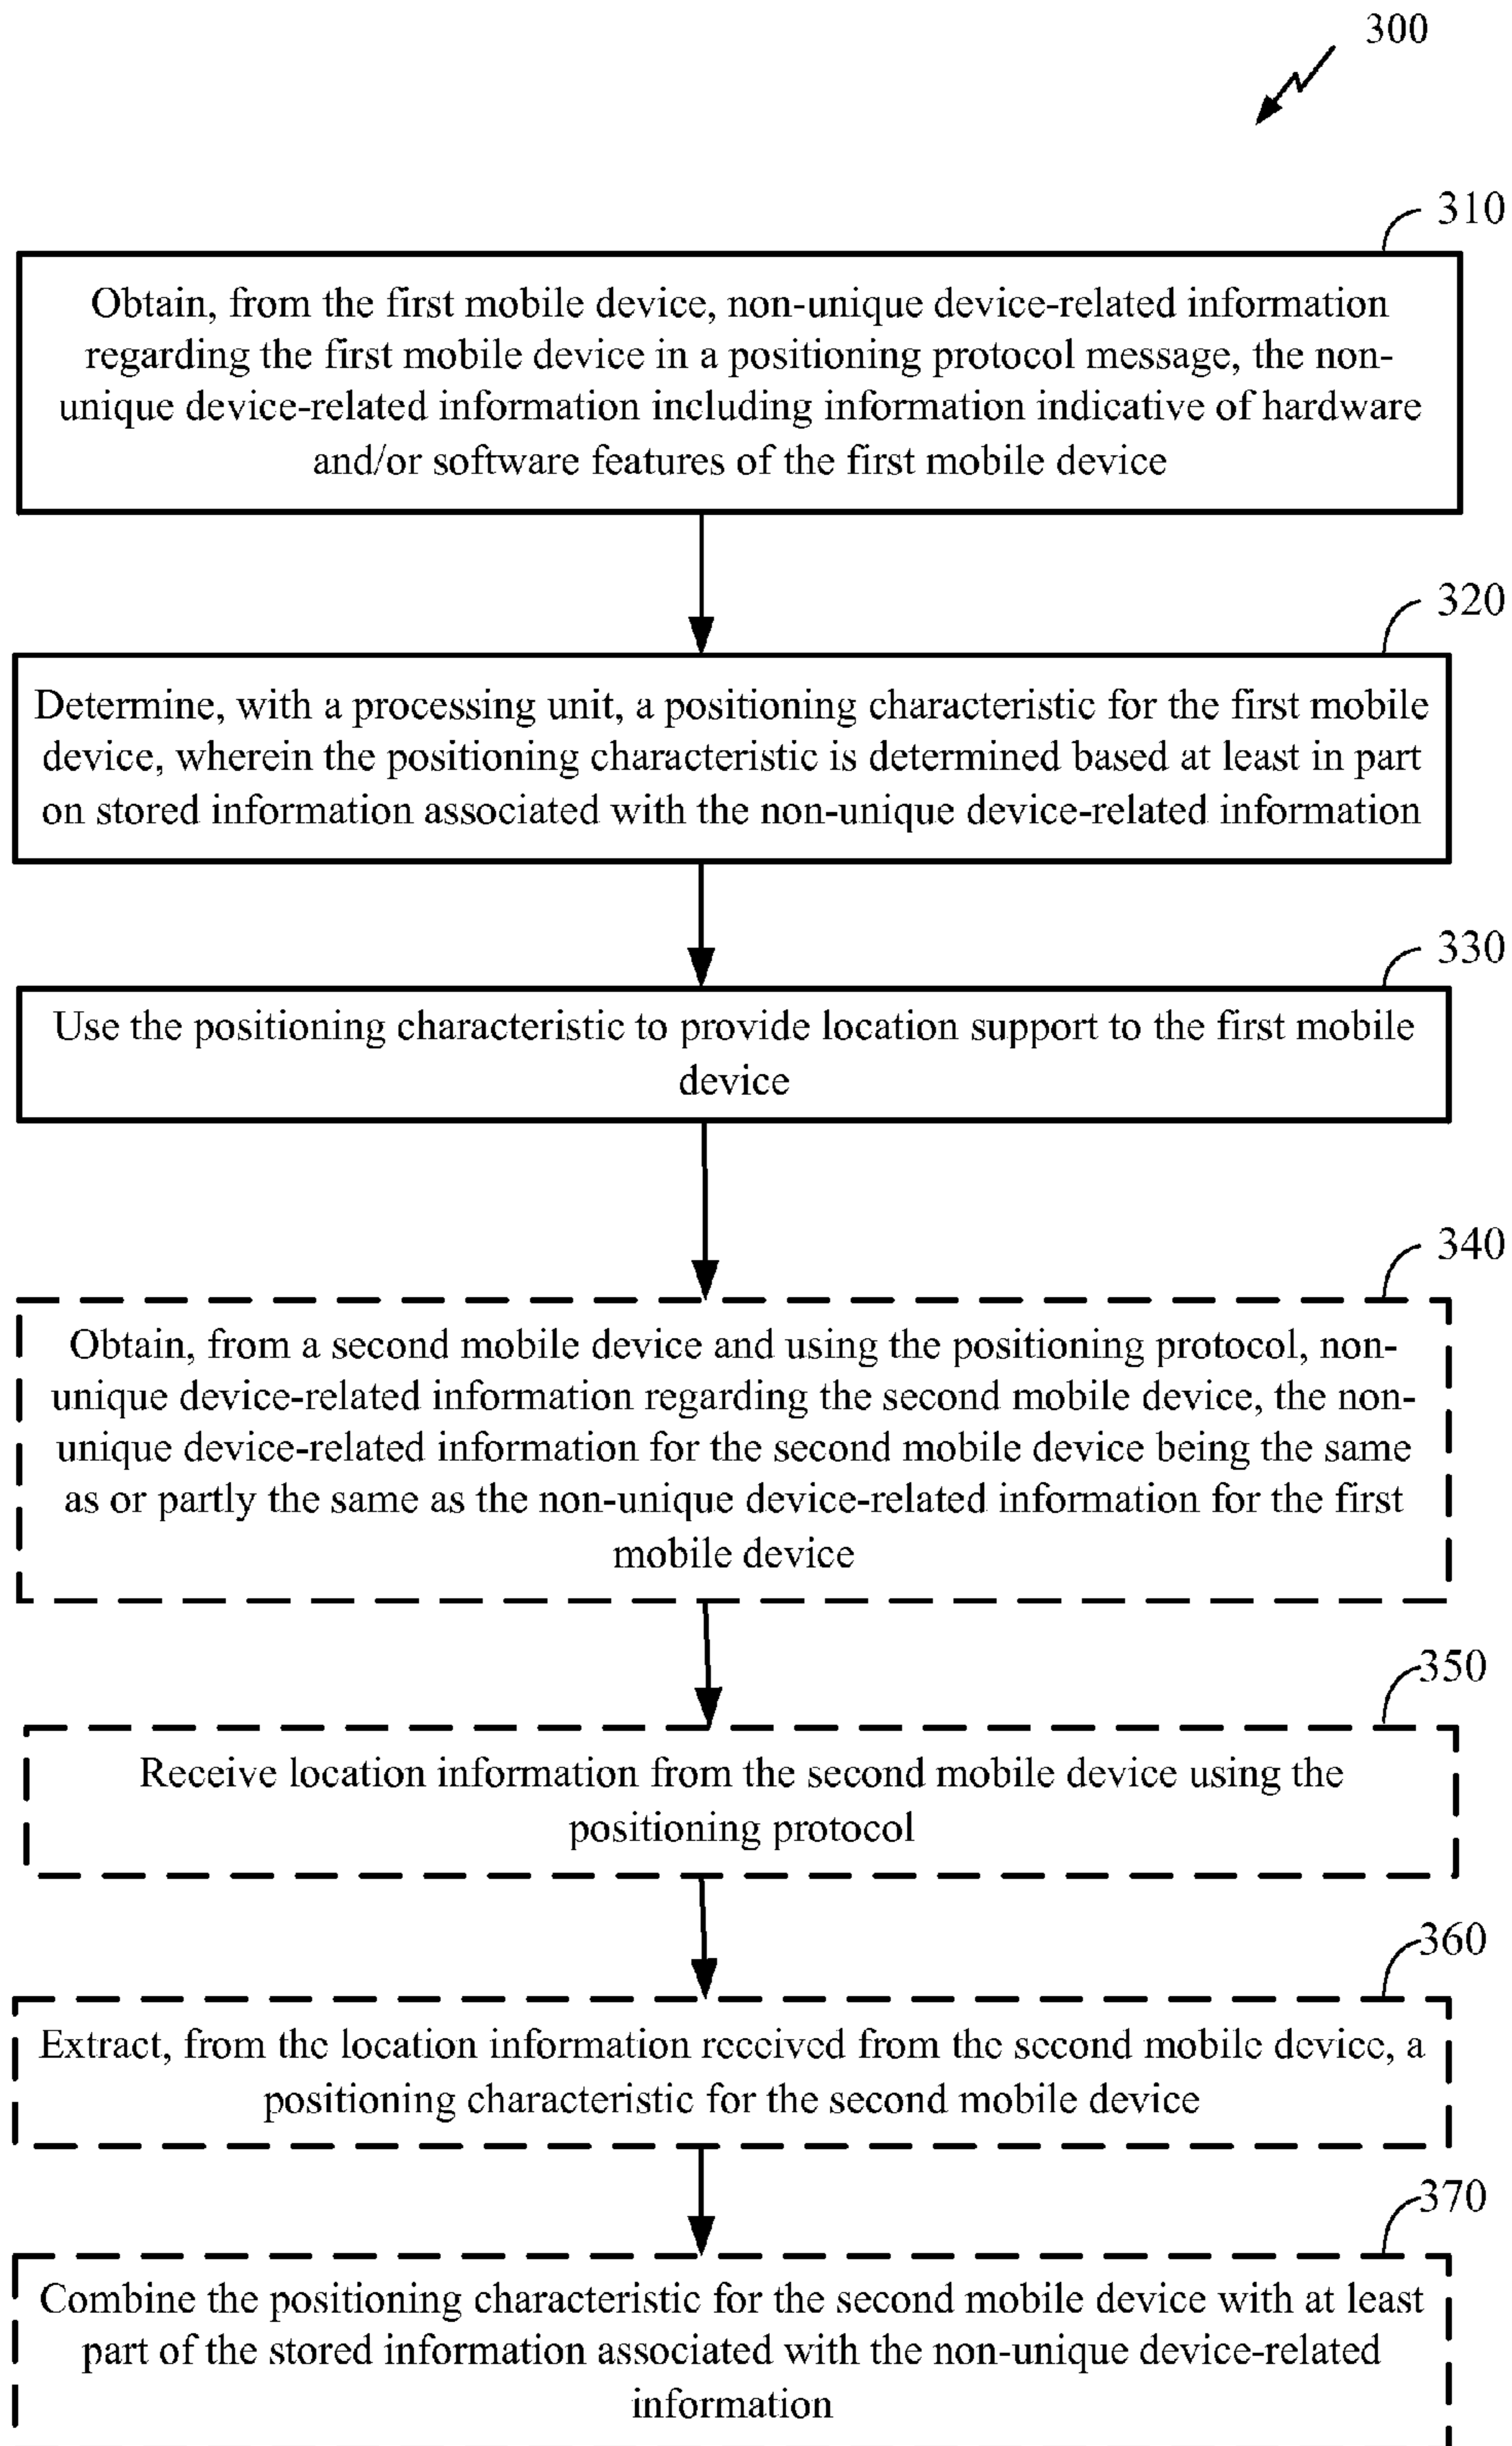 300
310
Obtain, from the first mobile device, non-unique device-related information
regarding the first mobile device in a positioning protocol message, the non-
unique device-related information including information indicative of hardware
and/or software features of the first mobile device
320
Determine, with a processing unit, a positioning characteristic for the first mobile
device, wherein the positioning characteristic is determined based at least in part
on stored information associated with the non-unique device-related information
330
Use the positioning characteristic to provide location support to the first mobile
device
340
Obtain, from a second mobile device and using the positioning protocol, non-
unique device-related information regarding the second mobile device, the non-
unique device-related information for the second mobile device being the same
as or partly the same as the non-unique device-related information for the first
mobile device
350
Receive location information from the second mobile device using the
positioning protocol
360
Extract, from the location information received from the second mobile device, a
positioning characteristic for the second mobile device
370
Combine the positioning characteristic for the second mobile device with at least
part of the stored information associated with the non-unique device-related
information